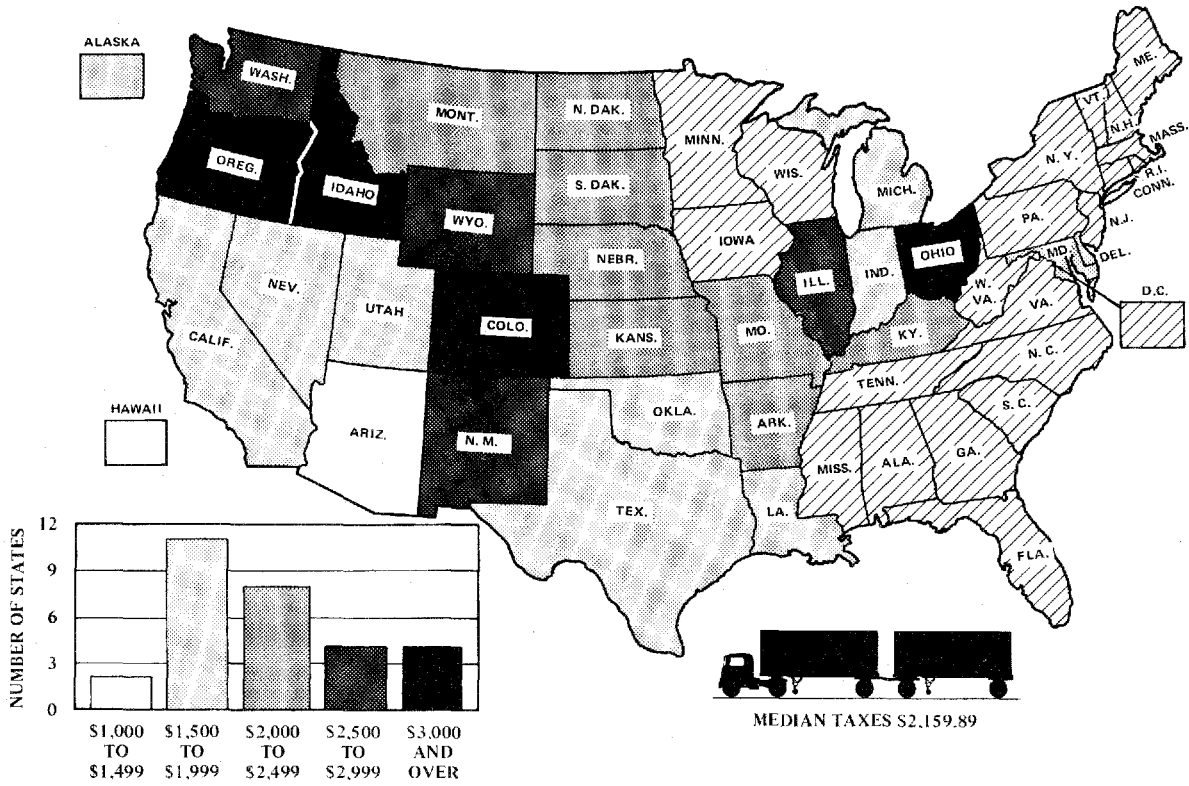 ALASKA
WASH.
MONT.
N. DAK.
MINN.
ME.
VT.
N.H.
MASS.
OREG.
IDAHO
S. DAK.
WIS.
MICH.
N. Y.
R.I.
CONN.
WYO.
IOWA
PA.
N.J.
NEBR.
OHIO
MD.
DEL.
NEV.
UTAH
COLO.
ILL.
IND.
W.
VA.
VA.
D.C.
CALIF.
KANS.
MO.
KY.
N. C.
TENN.
HAWAII
ARIZ.
N. M.
OKLA.
ARK.
S. C.
MISS.
ALA.
GA.
TEX.
LA.
FLA.
NUMBER OF STATES
12
9
6
3
0
$1,000
TO
$1,499
$1,500
TO
$1,999
$2,000
TO
$2,499
$2,500
TO
$2,999
$3,000
AND
OVER
MEDIAN TAXES $2,159.89